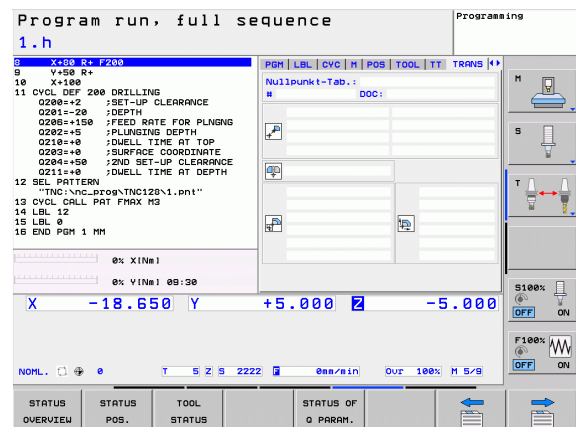 Program run, full sequence
Programming
1.h
8 X+80 R+ F200
9 Y+50 R+
10 X+100
11 CYCL DEF 200 DRILLING
Q200=+2 ;SET-UP CLEARANCE
Q201=-20 ;DEPTH
Q206=+150 ;FEED RATE FOR PLNGNG
Q202=+5 ;PLUNGING DEPTH
Q210=+0 ;DWELL TIME AT TOP
Q203=+0 ;SURFACE COORDINATE
Q204=+50 ;2ND SET-UP CLEARANCE
Q211=+0 ;DWELL TIME AT DEPTH
12 SEL PATTERN
"TNC:\nc_prog\TNC128\1.pnt"
13 CYCL CALL PAT FMAX M3
14 LBL 12
15 LBL 0
16 END PGM 1 MM
PGM LBL CYC M POS TOOL TT TRANS
Nullpunkt-Tab.:
# DOC:
0% X[Nm]
0% Y[Nm] 09:30
X -18.650 Y +5.000 Z -5.000
NOML. 0 T 5 Z S 2222 F 0mm/min Ovr 100% M 5/9
M
S
T
S100%
OFF ON
F100%
OFF ON
STATUS OVERVIEW
STATUS POS.
TOOL STATUS
STATUS OF Q PARAM.